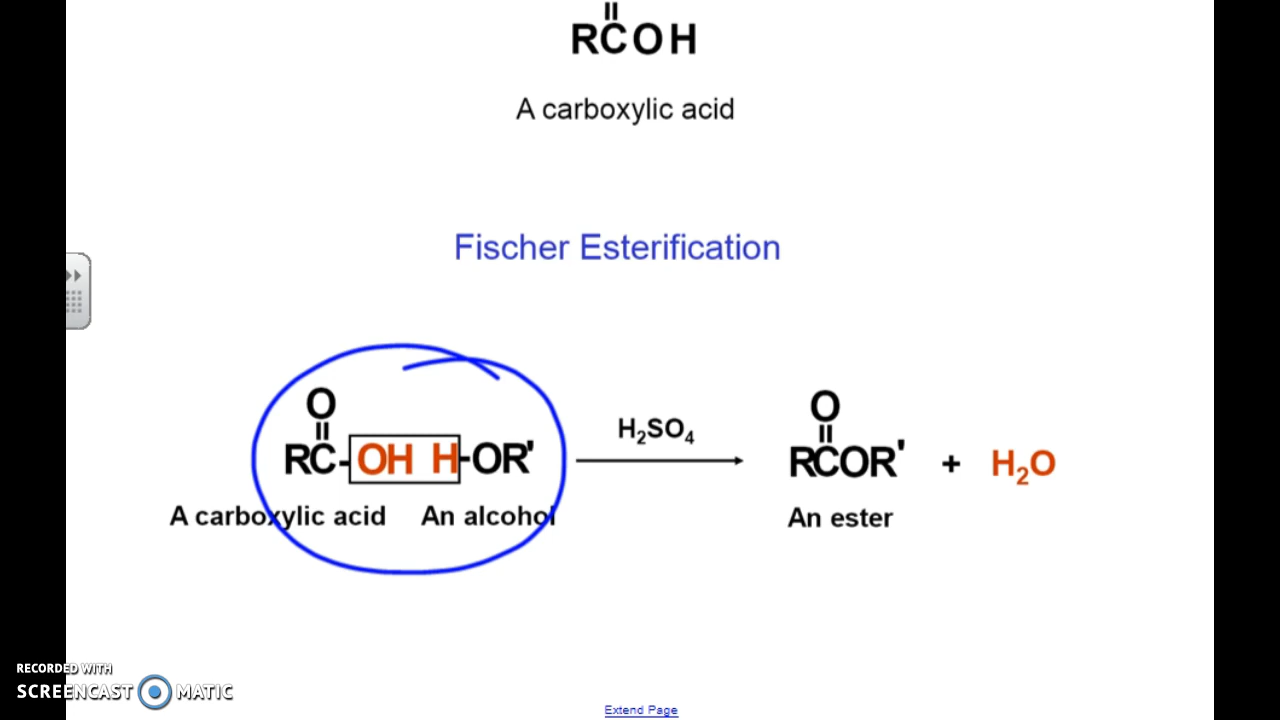 RCOH
A carboxylic acid
Fischer Esterification
O
RC-OH H-OR'
H₂SO₄
O
RCOR' + H₂O
A carboxylic acid An alcohol
An ester
RECORDED WITH
SCREENCAST MATIC
Extend Page